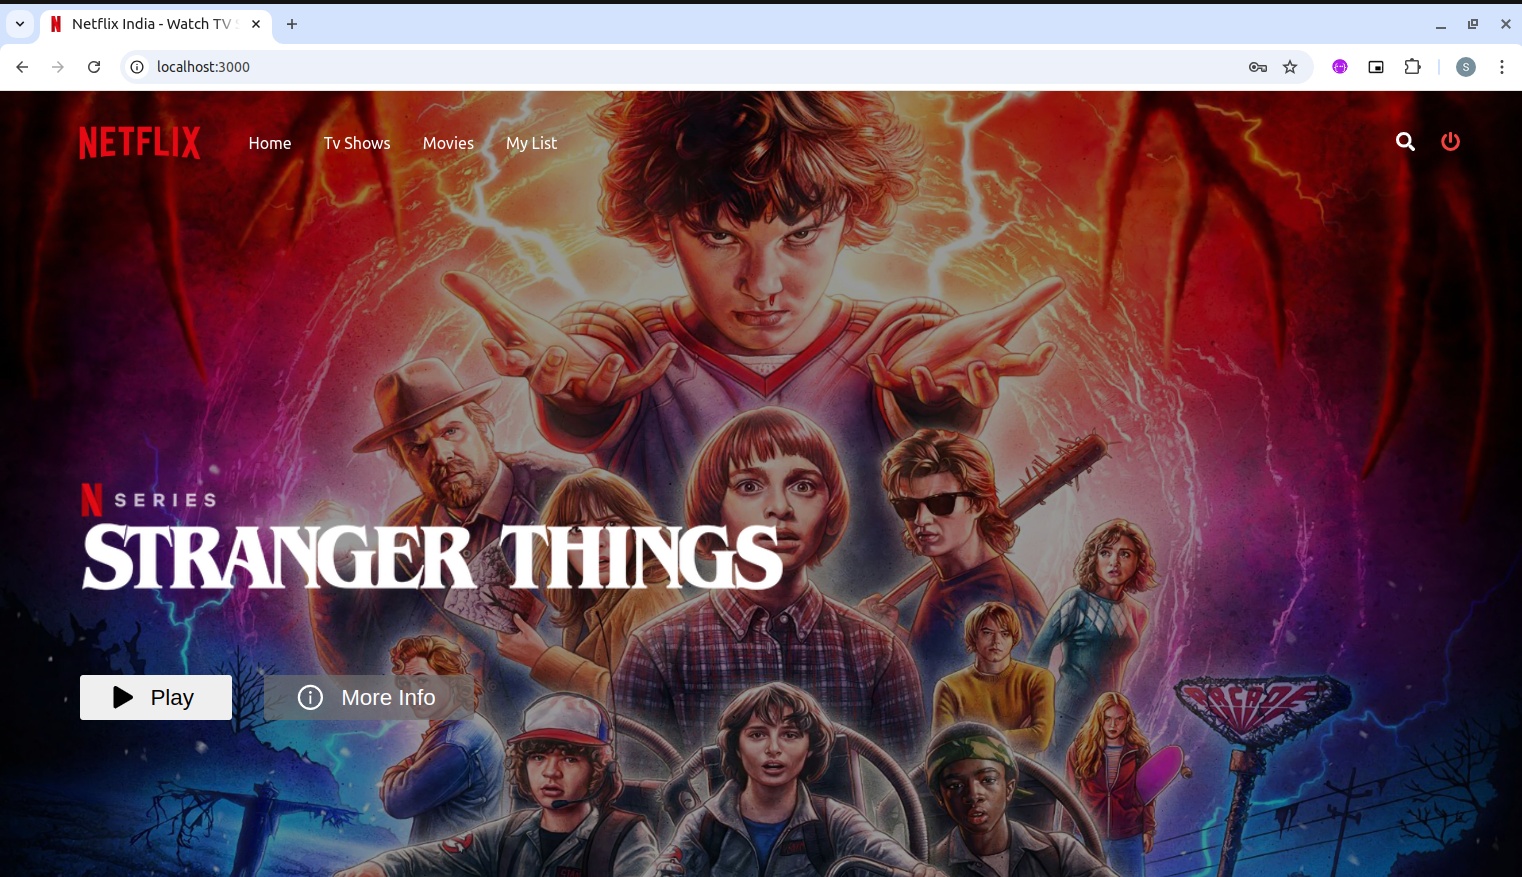 Netflix India - Watch TV
localhost:3000
S
NETFLIX
Home
Tv Shows
Movies
My List
N SERIES
STRANGER THINGS
ARCADE
Play
More Info